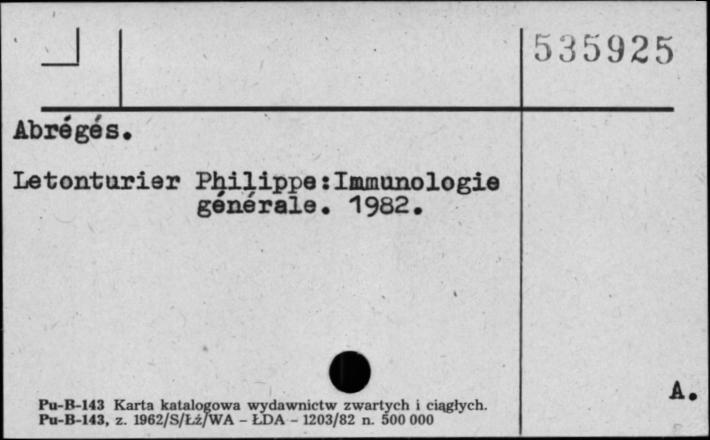 535925
Abrégés.
Letonturier Philippe:Immunologie
générale. 1982.
A.
Pu-B-143 Karta katalogowa wydawnictw zwartych i ciągłych.
Pu-B-143, z. 1962/S/Łź/WA - ŁDA - 1203/82 n. 500 000